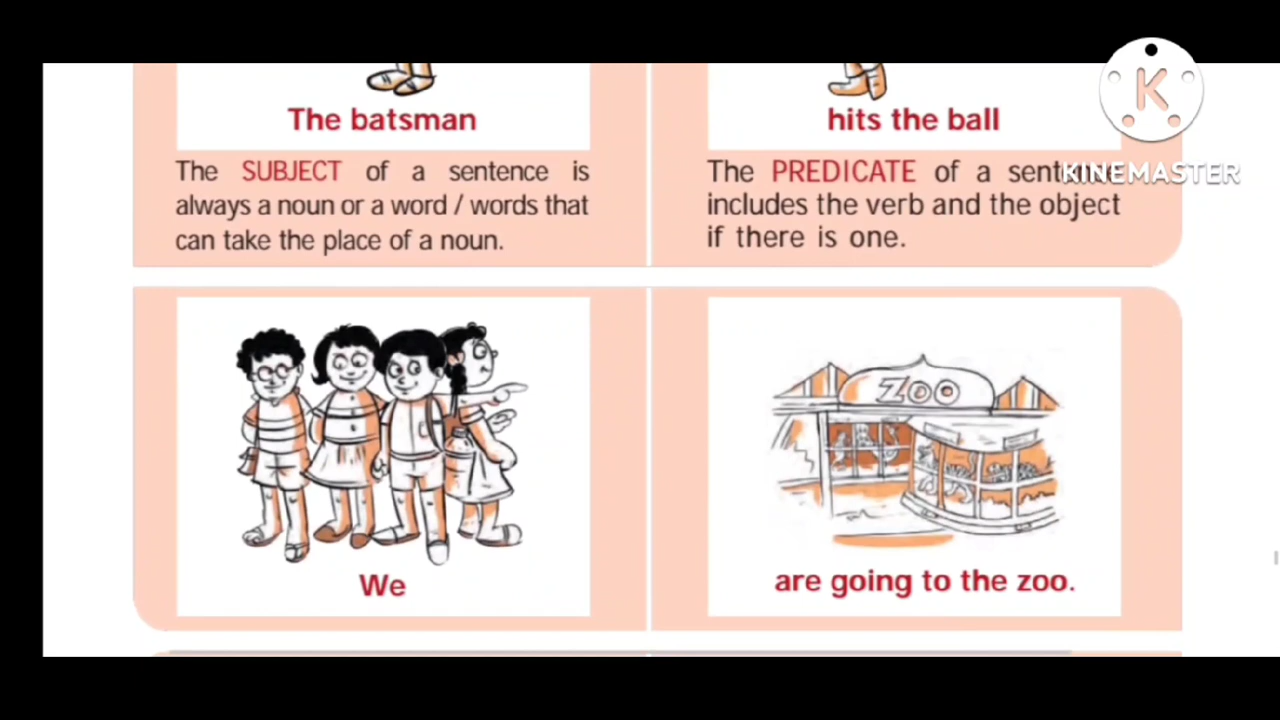 The batsman
The SUBJECT of a sentence is
always a noun or a word / words that
can take the place of a noun.
hits the ball
The PREDICATE of a
includes the verb and the object
if there is one.
K
KINEMASTER
We
ZOO
are going to the zoo.